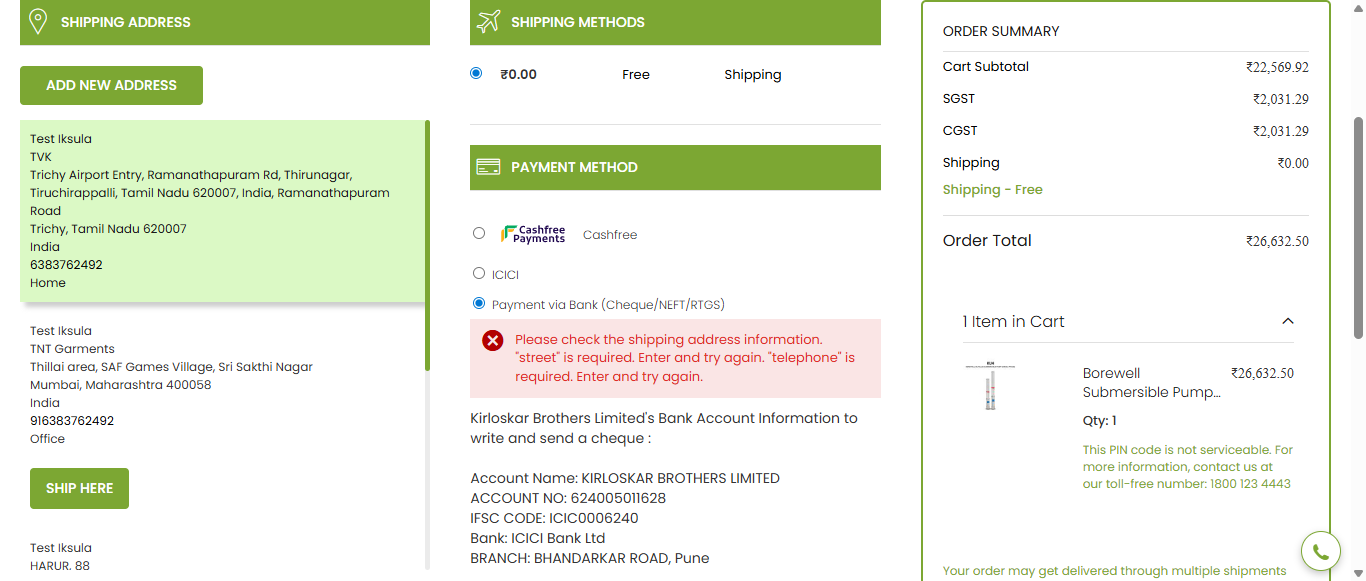 SHIPPING ADDRESS
ADD NEW ADDRESS
Test Iksula
TVK
Trichy Airport Entry, Ramanathapuram Rd, Thirunagar,
Tiruchirappalli, Tamil Nadu 620007, India, Ramanathapuram
Road
Trichy, Tamil Nadu 620007
India
6383762492
Home
Test Iksula
TNT Garments
Thillai area, SAF Games Village, Sri Sakthi Nagar
Mumbai, Maharashtra 400058
India
916383762492
Office
SHIP HERE
Test Iksula
HARUR, 88
SHIPPING METHODS
₹0.00 Free Shipping
PAYMENT METHOD
Cashfree
Payments
Cashfree
ICICI
Payment via Bank (Cheque/NEFT/RTGS)
Please check the shipping address information.
"street" is required. Enter and try again. "telephone" is
required. Enter and try again.
Kirloskar Brothers Limited's Bank Account Information to
write and send a cheque :
Account Name: KIRLOSKAR BROTHERS LIMITED
ACCOUNT NO: 624005011628
IFSC CODE: ICIC0006240
Bank: ICICI Bank Ltd
BRANCH: BHANDARKAR ROAD, Pune
ORDER SUMMARY
Cart Subtotal ₹22,569.92
SGST ₹2,031.29
CGST ₹2,031.29
Shipping ₹0.00
Shipping - Free
Order Total ₹26,632.50
1 Item in Cart
Borewell ₹26,632.50
Submersible Pump...
Qty: 1
This PIN code is not serviceable. For
more information, contact us at
our toll-free number: 1800 123 4443
Your order may get delivered through multiple shipments